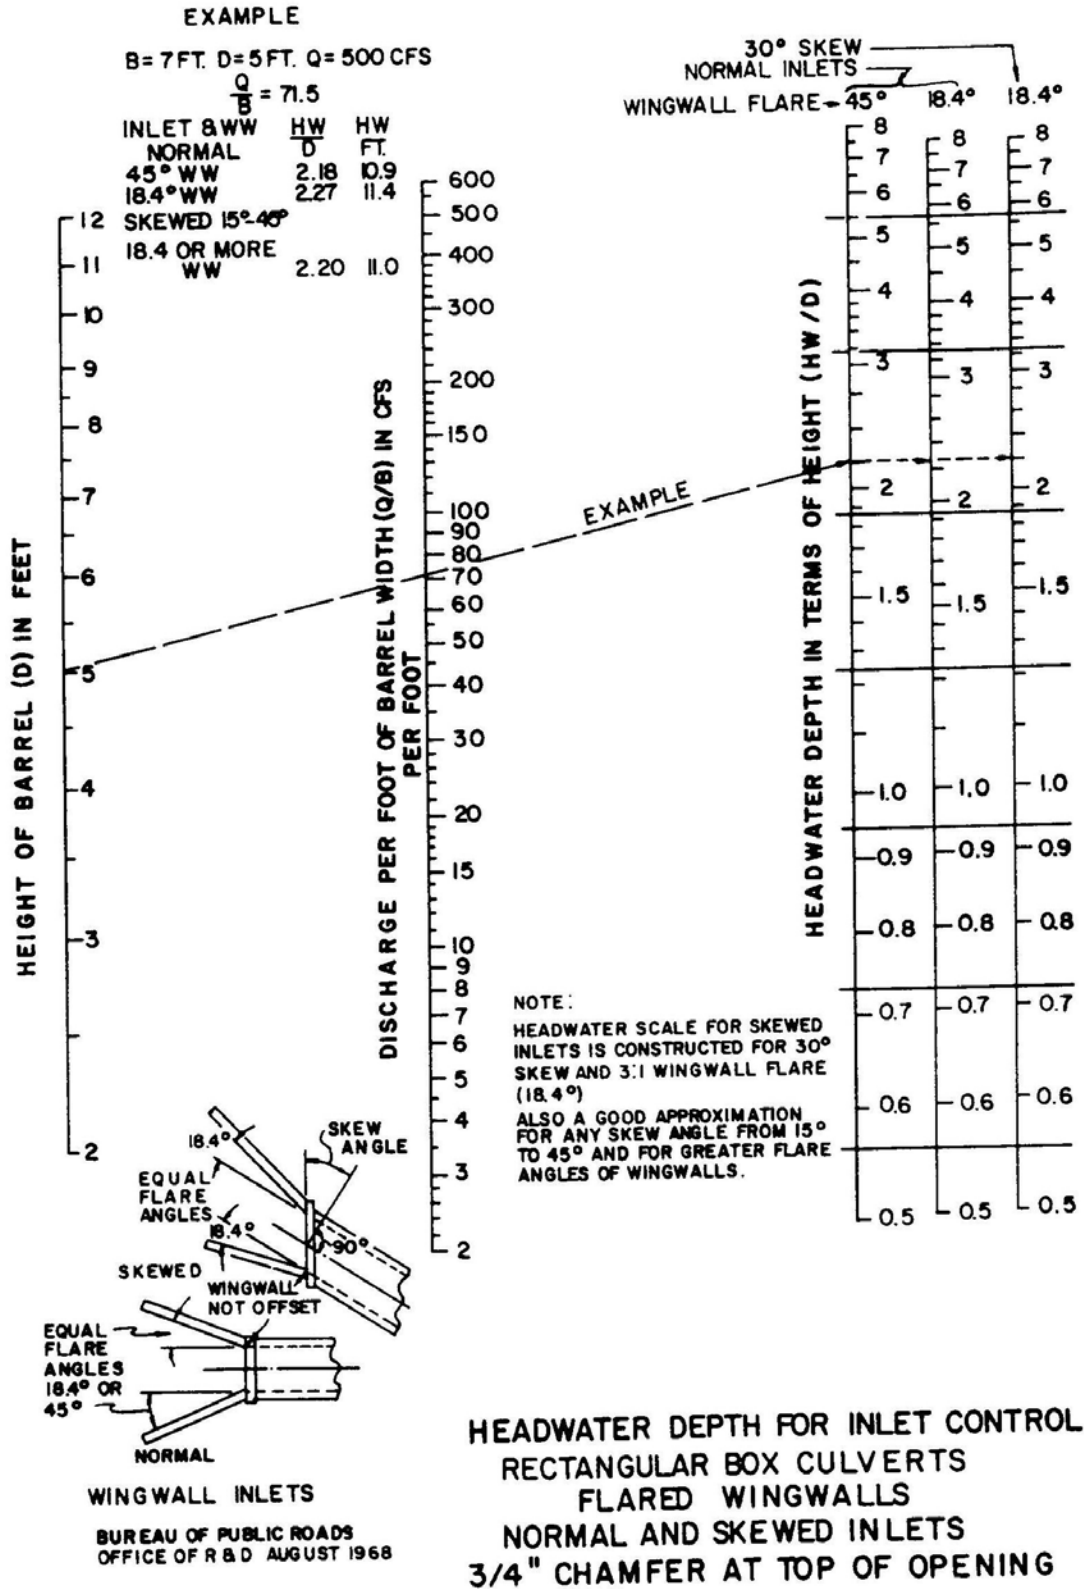 EXAMPLE
B= 7 FT. D= 5 FT. Q= 500 CFS
Q/B = 71.5
INLET & WW HW/D HW FT.
NORMAL
45° WW 2.18 10.9
18.4° WW 2.27 11.4
SKEWED 15°-45°
18.4 OR MORE
WW 2.20 11.0
HEIGHT OF BARREL (D) IN FEET
12
11
10
9
8
7
6
5
4
3
2
DISCHARGE PER FOOT OF BARREL WIDTH (Q/B) IN CFS
PER FOOT
600
500
400
300
200
150
100
90
80
70
60
50
40
30
20
15
10
9
8
7
6
5
4
3
2
EXAMPLE
30° SKEW
NORMAL INLETS
WINGWALL FLARE 45° 18.4° 18.4°
HEADWATER DEPTH IN TERMS OF HEIGHT (HW/D)
8 8 8
7 7 7
6 6 6
5 5 5
4 4 4
3 3 3
2 2 2
1.5 1.5 1.5
1.0 1.0 1.0
0.9 0.9 0.9
0.8 0.8 0.8
0.7 0.7 0.7
0.6 0.6 0.6
0.5 0.5 0.5
NOTE:
HEADWATER SCALE FOR SKEWED
INLETS IS CONSTRUCTED FOR 30°
SKEW AND 3:1 WINGWALL FLARE
(18.4°)
ALSO A GOOD APPROXIMATION
FOR ANY SKEW ANGLE FROM 15°
TO 45° AND FOR GREATER FLARE
ANGLES OF WINGWALLS.
18.4°
SKEW
ANGLE
EQUAL
FLARE
ANGLES
18.4°
90°
SKEWED
WINGWALL
NOT OFFSET
EQUAL
FLARE
ANGLES
18.4° OR
45°
NORMAL
WINGWALL INLETS
BUREAU OF PUBLIC ROADS
OFFICE OF R & D AUGUST 1968
HEADWATER DEPTH FOR INLET CONTROL
RECTANGULAR BOX CULVERTS
FLARED WINGWALLS
NORMAL AND SKEWED INLETS
3/4" CHAMFER AT TOP OF OPENING